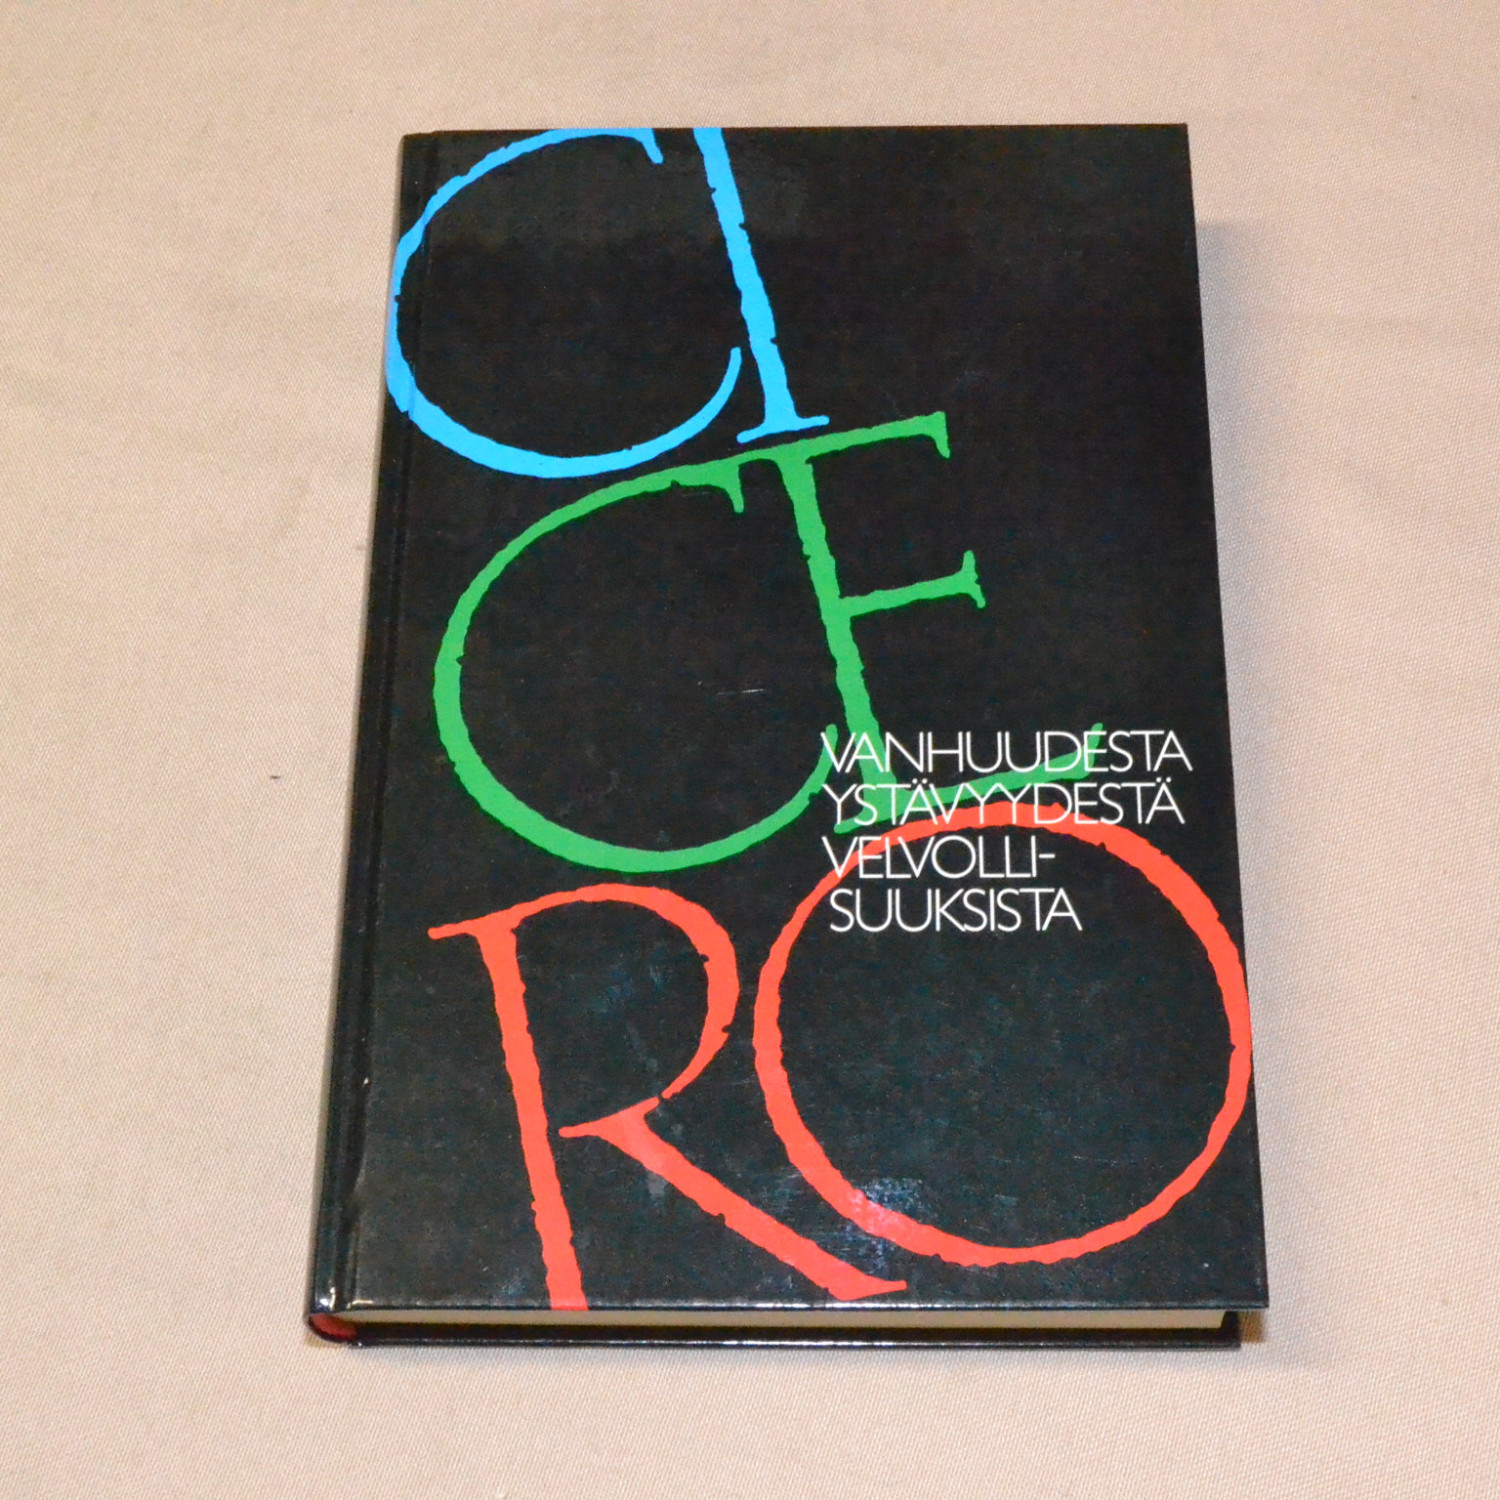 CI
CE
RO
VANHUUDESTA
YSTÄVYYDESTÄ
VELVOLLI-
SUUKSISTA